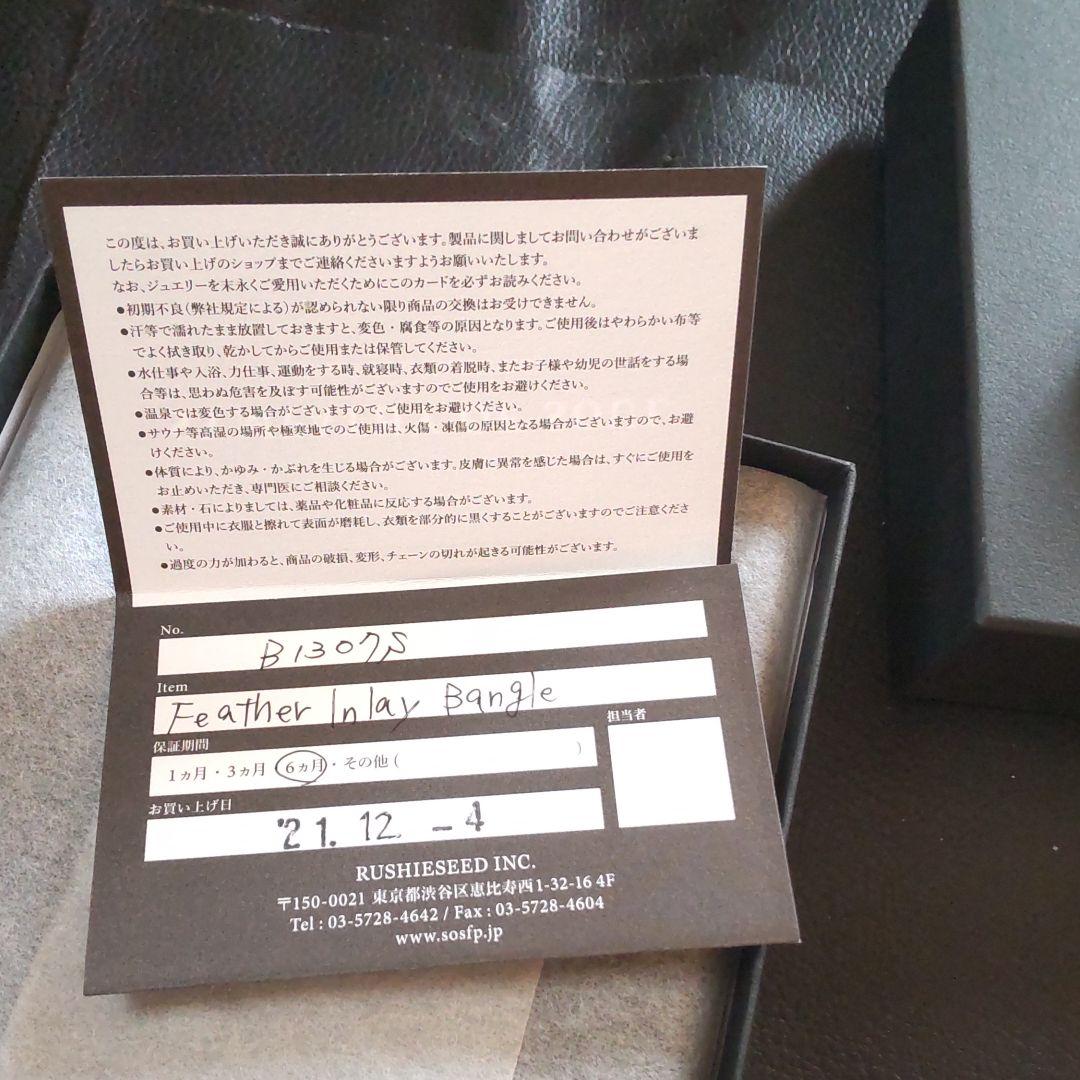 この度は、お買い上げいただき誠にありがとうございます。製品に関しましてお問い合わせがございま
したらお買い上げのショップまでご連絡くださいますようお願いいたします。
なお、ジュエリーを末永くご愛用いただくためにこのカードを必ずお読みください。
●初期不良(弊社規定による)が認められない限り商品の交換はお受けできません。
●汗等で濡れたまま放置しておきますと、変色・腐食等の原因となります。ご使用後はやわらかい布等
でよく拭き取り、乾かしてからご使用または保管してください。
●水仕事や入浴、力仕事、運動をする時、就寝時、衣類の着脱時、またお子様や幼児の世話をする場
合等は、思わぬ危害を及ぼす可能性がございますのでご使用をお避けください。
●温泉では変色する場合がございますので、ご使用をお避けください。
●サウナ等高湿の場所や極寒地でのご使用は、火傷・凍傷の原因となる場合がございますので、お避
けください。
●体質により、かゆみ・かぶれを生じる場合がございます。皮膚に異常を感じた場合は、すぐにご使用を
お止めいただき、専門医にご相談ください。
●素材・石によりましては、薬品や化粧品に反応する場合がございます。
●ご使用中に衣服と擦れて表面が磨耗し、衣類を部分的に黒くすることがございますのでご注意くださ
い。
●過度の力が加わると、商品の破損、変形、チェーンの切れが起きる可能性がございます。
No.
B1307S
Item
Feather Inlay Bangle
保証期間
1ヵ月・3ヵ月・6ヵ月・その他( )
担当者
お買い上げ日
'21.12.-4
RUSHIESEED INC.
〒150-0021 東京都渋谷区恵比寿西1-32-16 4F
Tel : 03-5728-4642 / Fax : 03-5728-4604
www.sosfp.jp